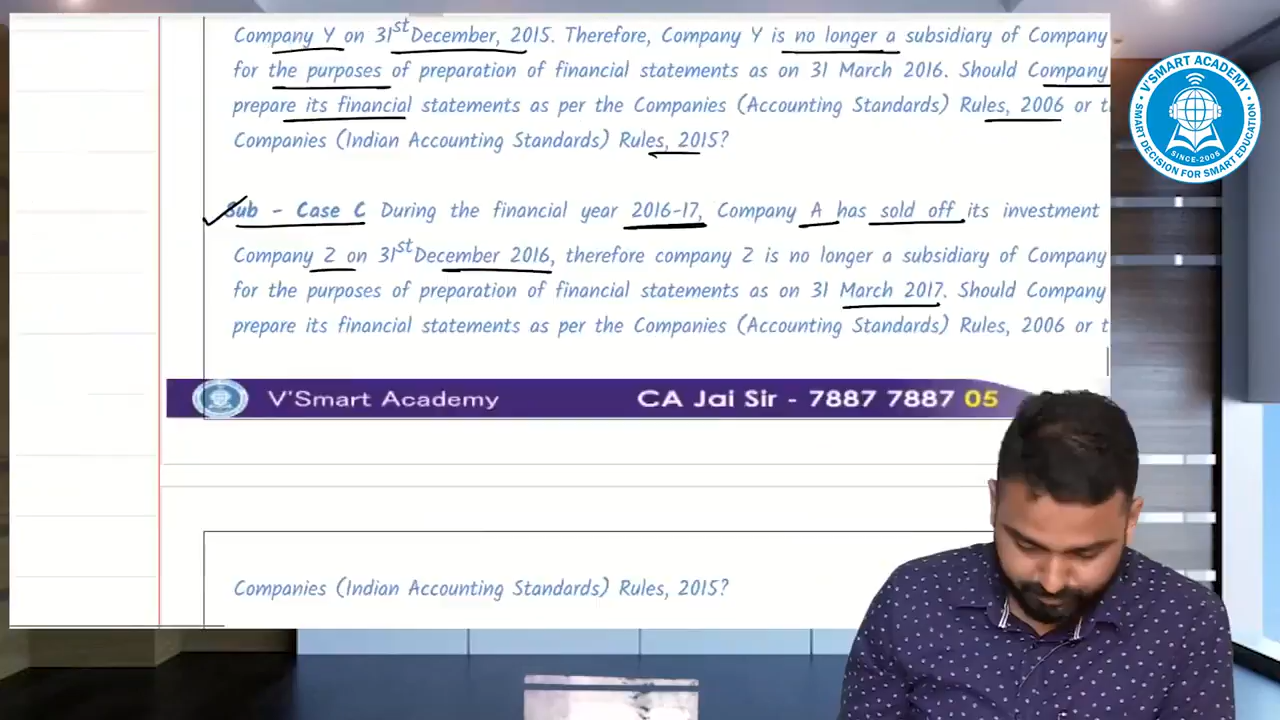 Company Y on 31st December, 2015. Therefore, Company Y is no longer a subsidiary of Company
for the purposes of preparation of financial statements as on 31 March 2016. Should Company
prepare its financial statements as per the Companies (Accounting Standards) Rules, 2006 or
Companies (Indian Accounting Standards) Rules, 2015?
Sub - Case C During the financial year 2016-17, Company A has sold off its investment
Company Z on 31st December 2016, therefore company Z is no longer a subsidiary of Company
for the purposes of preparation of financial statements as on 31 March 2017. Should Company
prepare its financial statements as per the Companies (Accounting Standards) Rules, 2006 or
V'Smart Academy CA Jai Sir - 7887 7887 05
Companies (Indian Accounting Standards) Rules, 2015?
V'SMART ACADEMY
SINCE-2006
SMART DECISION FOR SMART EDUCATION